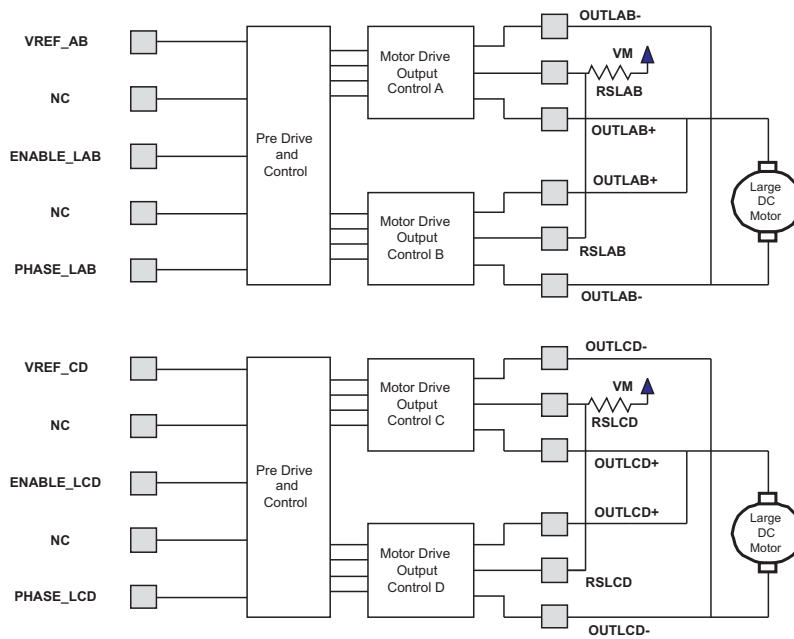 OUTLAB-
VREF_AB
Motor Drive
Output
Control A
VM
RSLAB
NC
OUTLAB+
ENABLE_LAB
Pre Drive
and
Control
OUTLAB+
Large
DC
Motor
NC
Motor Drive
Output
Control B
RSLAB
PHASE_LAB
OUTLAB-
OUTLCD-
VREF_CD
Motor Drive
Output
Control C
VM
RSLCD
NC
OUTLCD+
ENABLE_LCD
Pre Drive
and
Control
OUTLCD+
Large
DC
Motor
NC
Motor Drive
Output
Control D
RSLCD
PHASE_LCD
OUTLCD-